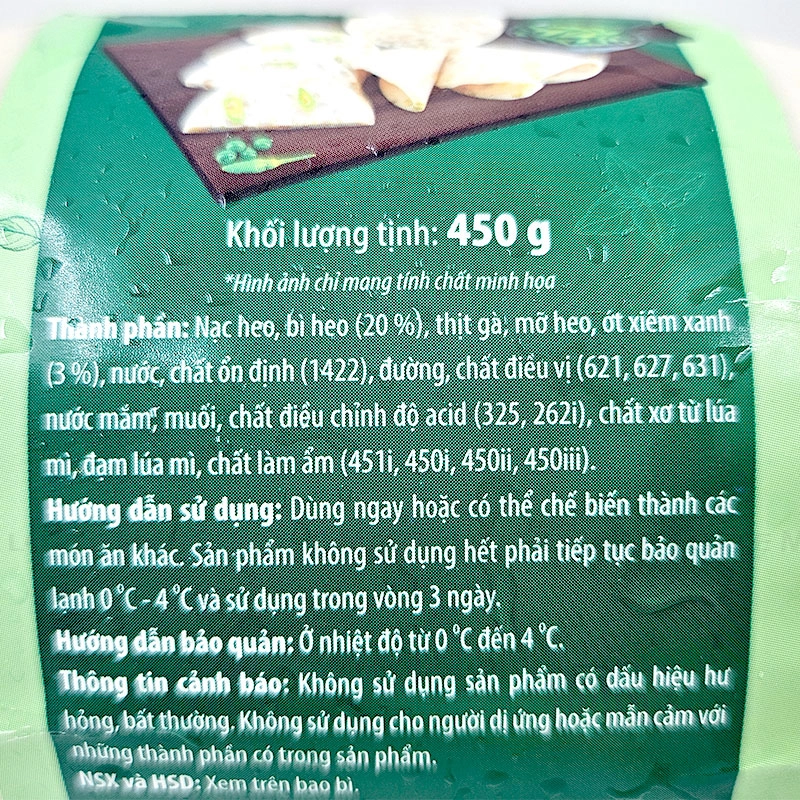 Khối lượng tịnh: 450 g
*Hình ảnh chỉ mang tính chất minh họa
Thành phần: Nạc heo, bì heo (20 %), thịt gà, mỡ heo, ớt xiêm xanh
(3 %), nước, chất ổn định (1422), đường, chất điều vị (621, 627, 631),
nước mắm, muối, chất điều chỉnh độ acid (325, 262i), chất xơ từ lúa
mì, đạm lúa mì, chất làm ẩm (451i, 450i, 450ii, 450iii).
Hướng dẫn sử dụng: Dùng ngay hoặc có thể chế biến thành các
món ăn khác. Sản phẩm không sử dụng hết phải tiếp tục bảo quản
lạnh 0 °C - 4 °C và sử dụng trong vòng 3 ngày.
Hướng dẫn bảo quản: Ở nhiệt độ từ 0 °C đến 4 °C.
Thông tin cảnh báo: Không sử dụng sản phẩm có dấu hiệu hư
hỏng, bất thường. Không sử dụng cho người dị ứng hoặc mẫn cảm với
những thành phần có trong sản phẩm.
NSX và HSD: Xem trên bao bì.